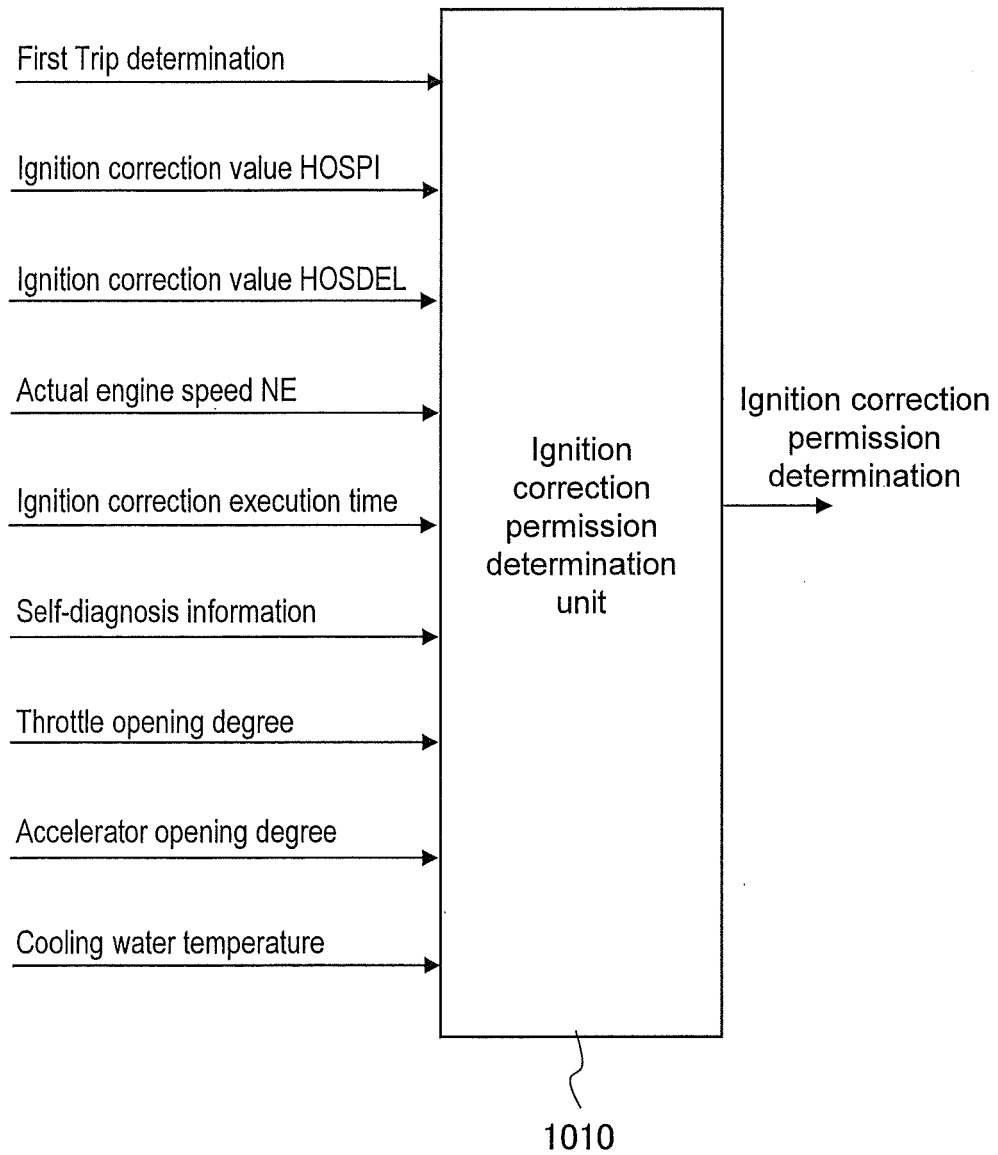 First Trip determination
Ignition correction value HOSPI
Ignition correction value HOSDEL
Actual engine speed NE
Ignition correction execution time
Self-diagnosis information
Throttle opening degree
Accelerator opening degree
Cooling water temperature
Ignition
correction
permission
determination
unit
Ignition correction
permission
determination
1010